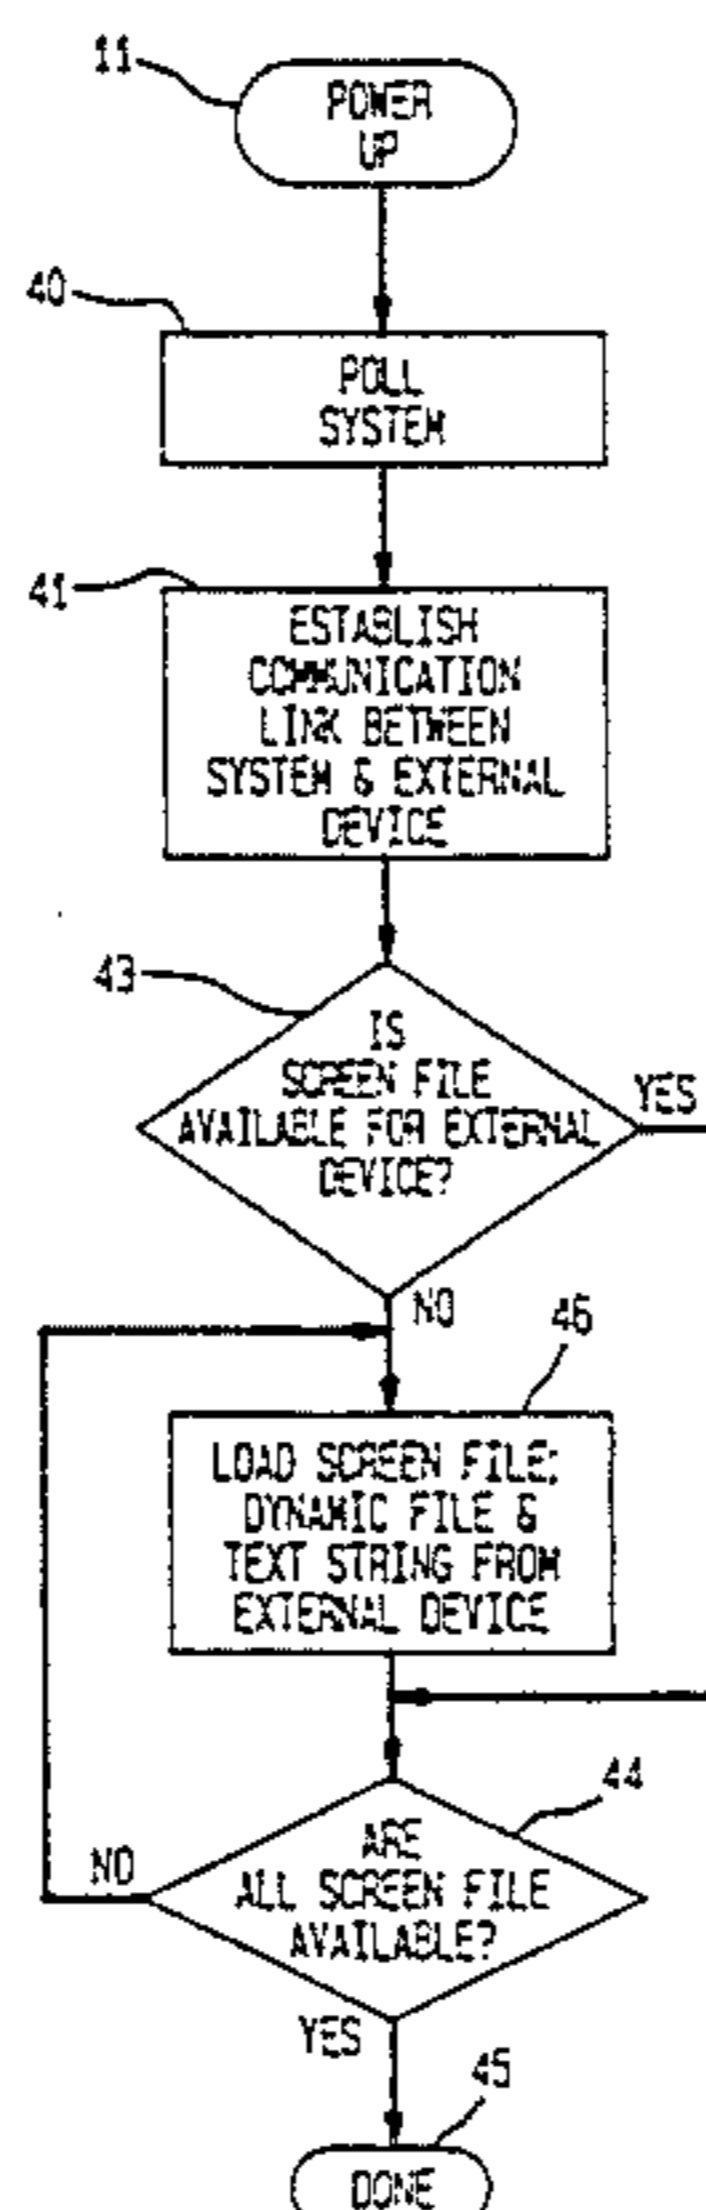 11
POWER
UP
40
POLL
SYSTEM
41
ESTABLISH
COMMUNICATION
LINK BETWEEN
SYSTEM & EXTERNAL
DEVICE
43
IS
SCREEN FILE
AVAILABLE FOR EXTERNAL
DEVICE?
YES
NO
46
LOAD SCREEN FILE;
DYNAMIC FILE &
TEXT STRING FROM
EXTERNAL DEVICE
44
ARE
ALL SCREEN FILE
AVAILABLE?
NO
YES
45
DONE